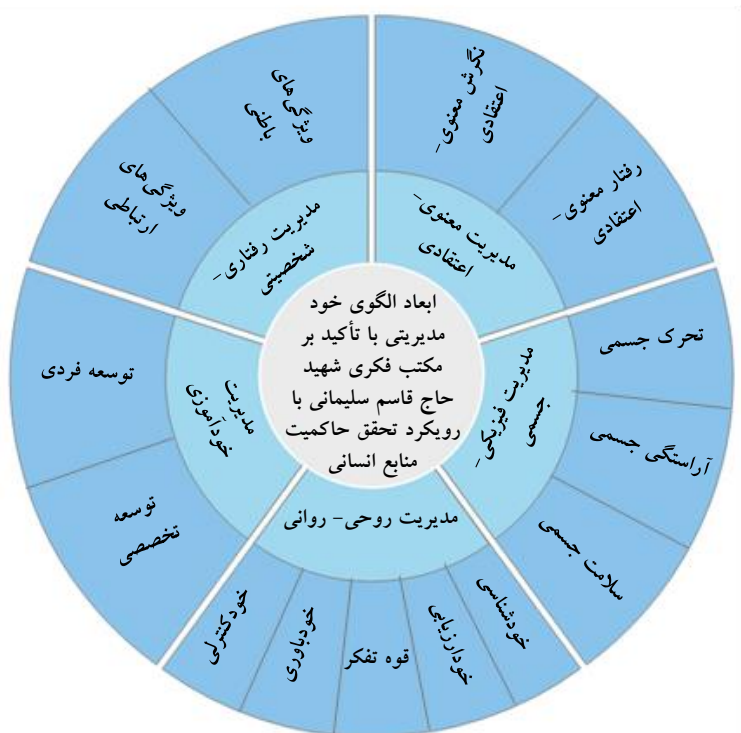 ابعاد الگوی خود
مدیریتی با تأکید بر
مکتب فکری شهید
حاج قاسم سلیمانی با
رویکرد تحقق حاکمیت
منابع انسانی
مدیریت معنوی-
اعتقادی
نگرش معنوی-
اعتقادی
رفتار معنوی-
اعتقادی
مدیریت فیزیکی-
جسمی
تحرک جسمی
آراستگی جسمی
سلامت جسمی
مدیریت روحی- روانی
خودشناسی
خودارزیابی
قوه تفکر
خودباوری
خودکنترلی
مدیریت
خودآموزی
توسعه
تخصصی
توسعه فردی
مدیریت رفتاری-
شخصیتی
ویژگی‌های
ارتباطی
ویژگی های
باطنی